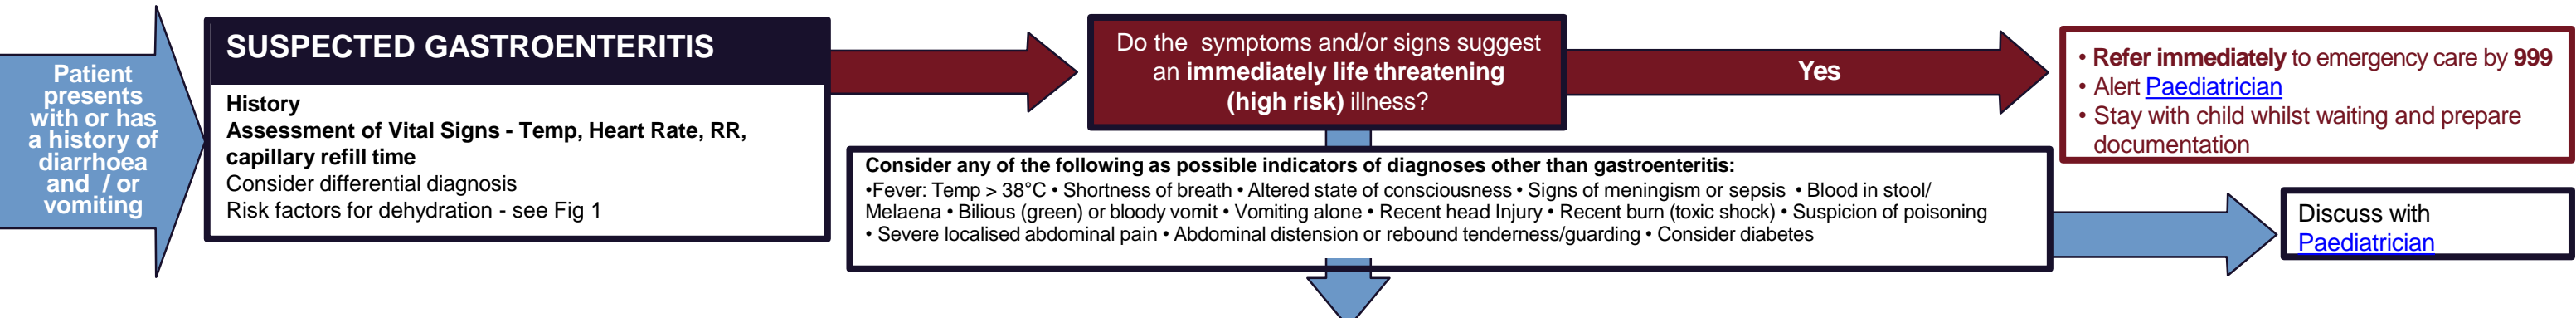 Patient
presents
with or has
a history of
diarrhoea
and / or
vomiting
SUSPECTED GASTROENTERITIS
History
Assessment of Vital Signs - Temp, Heart Rate, RR,
capillary refill time
Consider differential diagnosis
Risk factors for dehydration - see Fig 1
Do the symptoms and/or signs suggest
an immediately life threatening
(high risk) illness?
Yes
• Refer immediately to emergency care by 999
• Alert Paediatrician
• Stay with child whilst waiting and prepare
documentation
Consider any of the following as possible indicators of diagnoses other than gastroenteritis:
•Fever: Temp > 38°C • Shortness of breath • Altered state of consciousness • Signs of meningism or sepsis • Blood in stool/
Melaena • Bilious (green) or bloody vomit • Vomiting alone • Recent head Injury • Recent burn (toxic shock) • Suspicion of poisoning
• Severe localised abdominal pain • Abdominal distension or rebound tenderness/guarding • Consider diabetes
Discuss with
Paediatrician